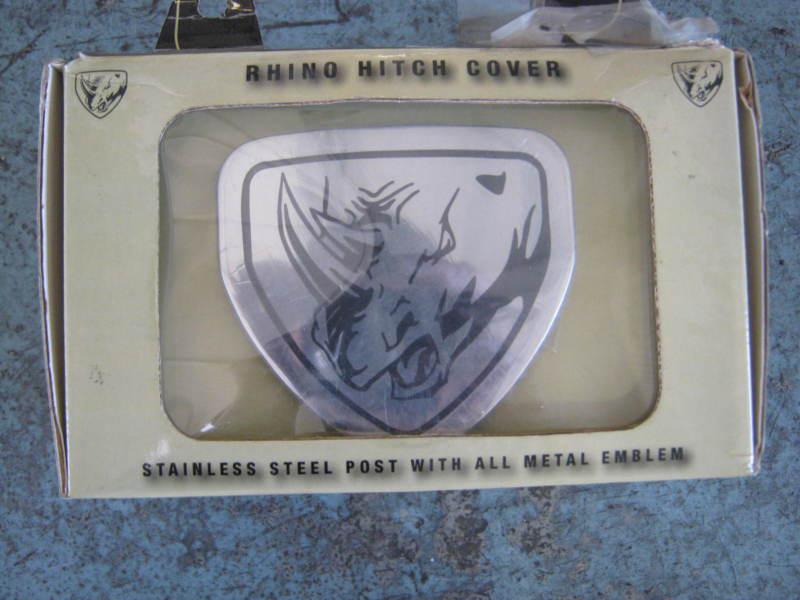 RHINO HITCH COVER
STAINLESS STEEL POST WITH ALL METAL EMBLEM